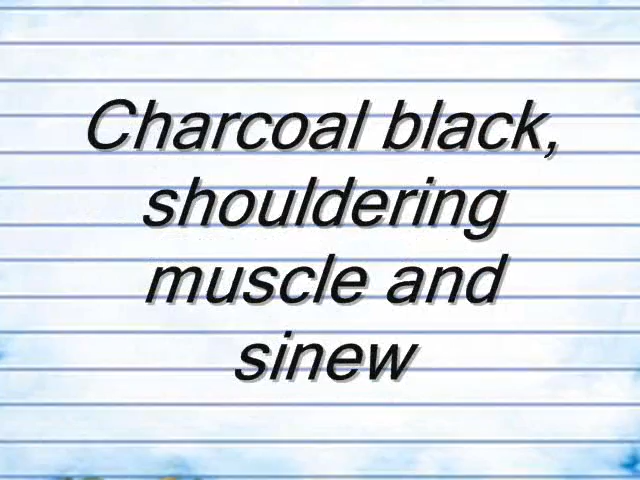 Charcoal black,
shouldering
muscle and
sinew